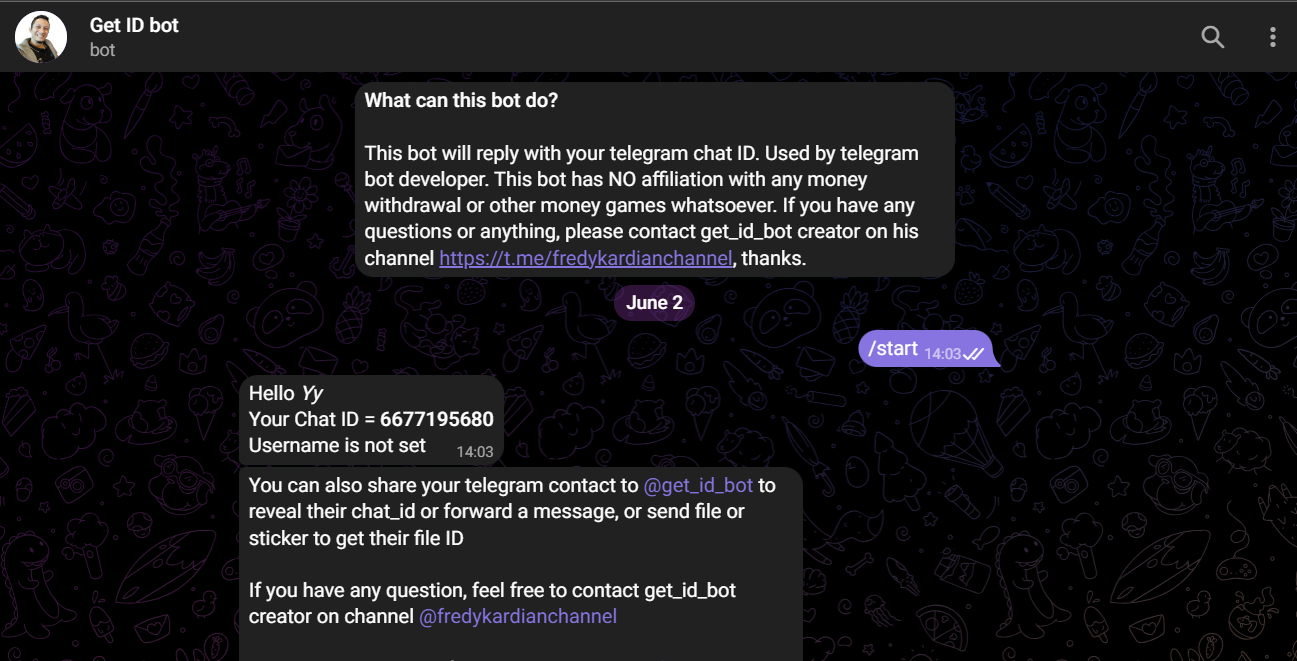 Get ID bot
bot
What can this bot do?
This bot will reply with your telegram chat ID. Used by telegram
bot developer. This bot has NO affiliation with any money
withdrawal or other money games whatsoever. If you have any
questions or anything, please contact get_id_bot creator on his
channel https://t.me/fredykardianchannel, thanks.
June 2
/start 14:03
Hello Yy
Your Chat ID = 6677195680
Username is not set 14:03
You can also share your telegram contact to @get_id_bot to
reveal their chat_id or forward a message, or send file or
sticker to get their file ID
If you have any question, feel free to contact get_id_bot
creator on channel @fredykardianchannel